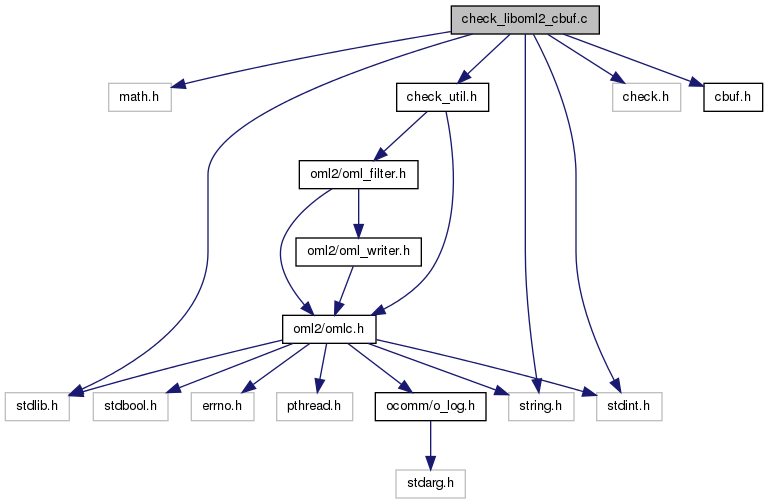 check_liboml2_cbuf.c
math.h
check_util.h
check.h
cbuf.h
oml2/oml_filter.h
oml2/oml_writer.h
oml2/omlc.h
stdlib.h
stdbool.h
errno.h
pthread.h
ocomm/o_log.h
string.h
stdint.h
stdarg.h